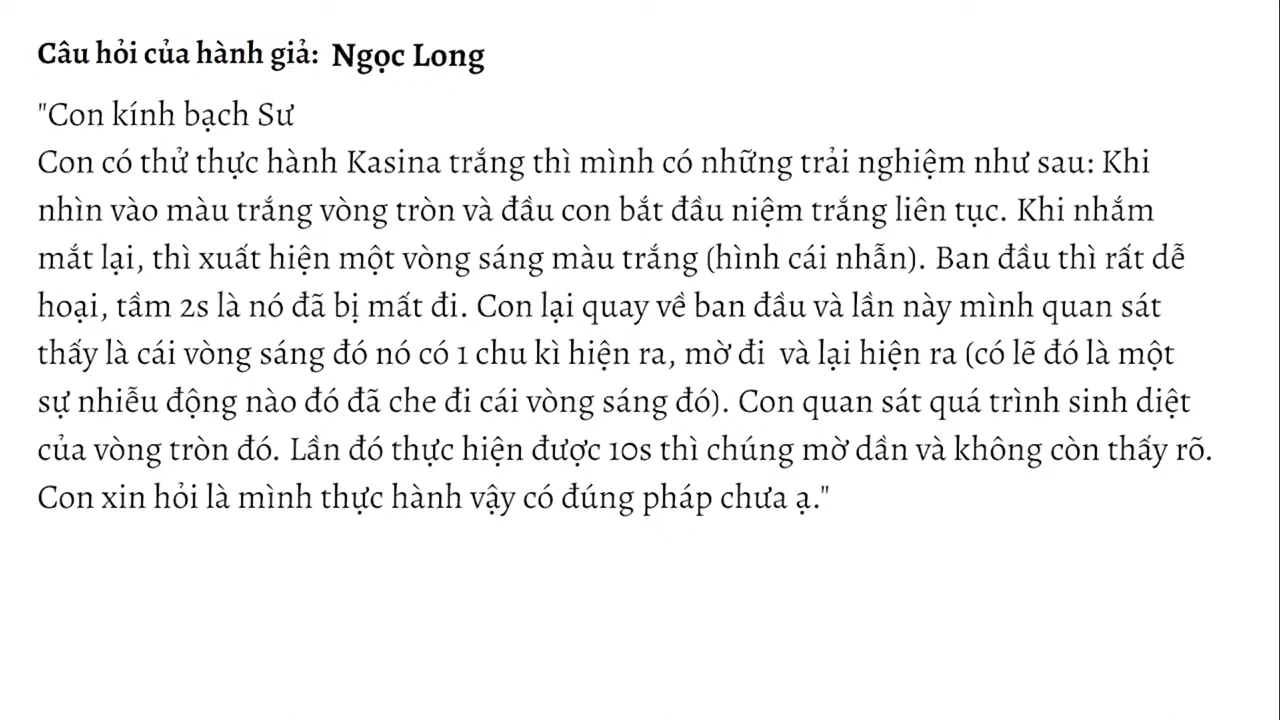 Câu hỏi của hành giả: Ngọc Long
"Con kính bạch Sư
Con có thử thực hành Kasina trắng thì mình có những trải nghiệm như sau: Khi
nhìn vào màu trắng vòng tròn và đầu con bắt đầu niệm trắng liên tục. Khi nhắm
mắt lại, thì xuất hiện một vòng sáng màu trắng (hình cái nhẫn). Ban đầu thì rất dễ
hoại, tầm 2s là nó đã bị mất đi. Con lại quay về ban đầu và lần này mình quan sát
thấy là cái vòng sáng đó nó có 1 chu kì hiện ra, mờ đi và lại hiện ra (có lẽ đó là một
sự nhiễu động nào đó đã che đi cái vòng sáng đó). Con quan sát quá trình sinh diệt
của vòng tròn đó. Lần đó thực hiện được 10s thì chúng mờ dần và không còn thấy rõ.
Con xin hỏi là mình thực hành vậy có đúng pháp chưa ạ."